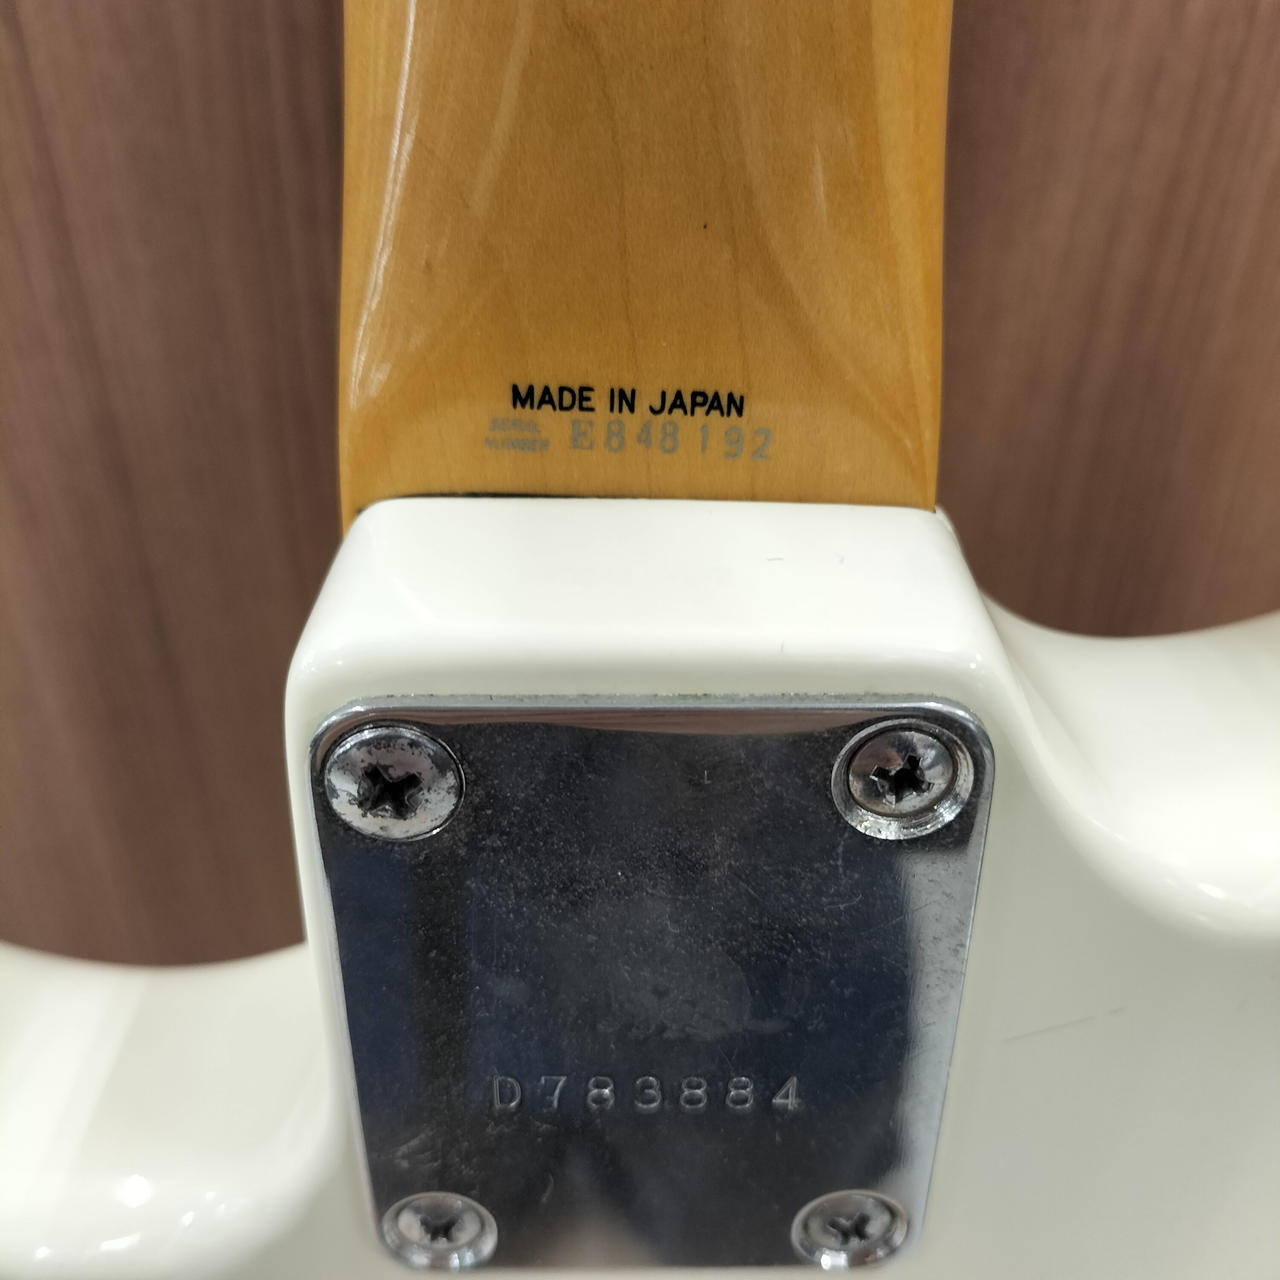 MADE IN JAPAN
SERIAL NUMBER E848192
D783884